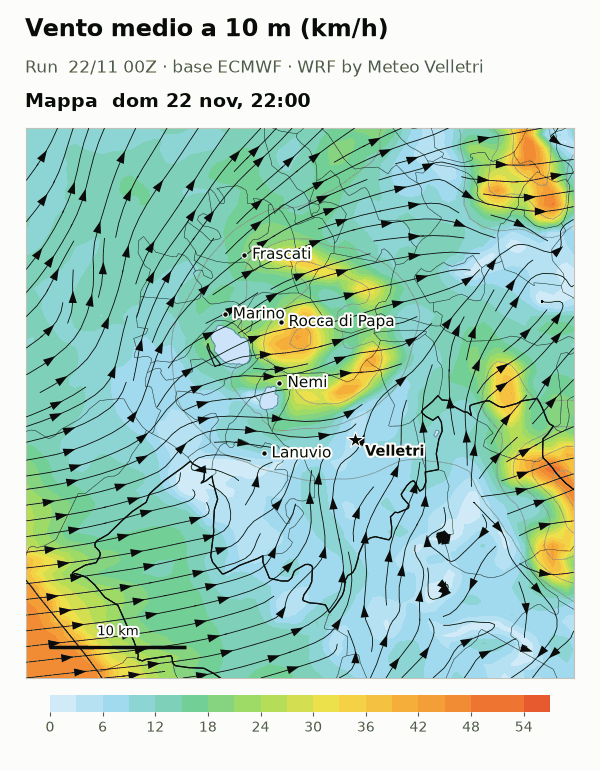 Vento medio a 10 m (km/h)
Run 22/11 00Z · base ECMWF · WRF by Meteo Velletri
Mappa dom 22 nov, 22:00
Frascati
Marino
Rocca di Papa
Nemi
Lanuvio
Velletri
10 km
0 6 12 18 24 30 36 42 48 54